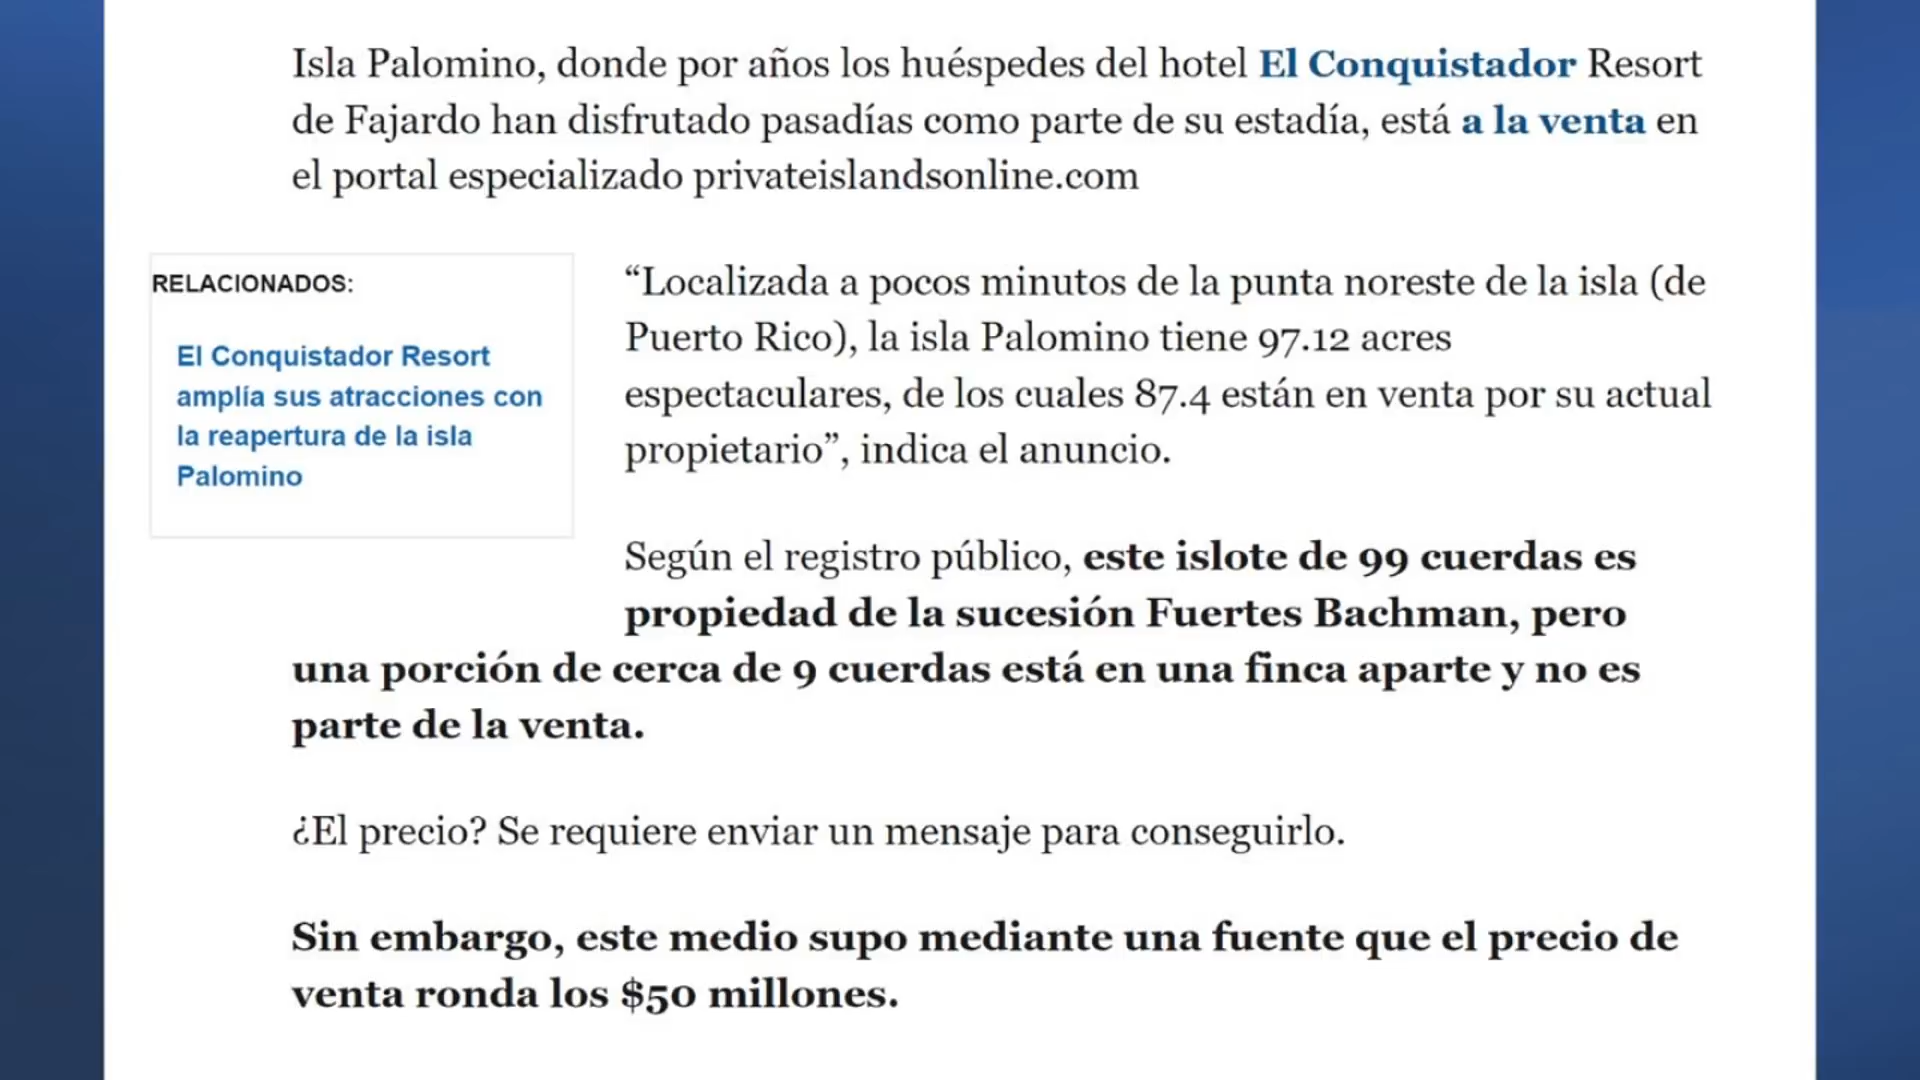 Isla Palomino, donde por años los huéspedes del hotel El Conquistador Resort
de Fajardo han disfrutado pasadías como parte de su estadía, está a la venta en
el portal especializado privateislandsonline.com
RELACIONADOS:
El Conquistador Resort
amplía sus atracciones con
la reapertura de la isla
Palomino
“Localizada a pocos minutos de la punta noreste de la isla (de
Puerto Rico), la isla Palomino tiene 97.12 acres
espectaculares, de los cuales 87.4 están en venta por su actual
propietario”, indica el anuncio.
Según el registro público, este islote de 99 cuerdas es
propiedad de la sucesión Fuertes Bachman, pero
una porción de cerca de 9 cuerdas está en una finca aparte y no es
parte de la venta.
¿El precio? Se requiere enviar un mensaje para conseguirlo.
Sin embargo, este medio supo mediante una fuente que el precio de
venta ronda los $50 millones.